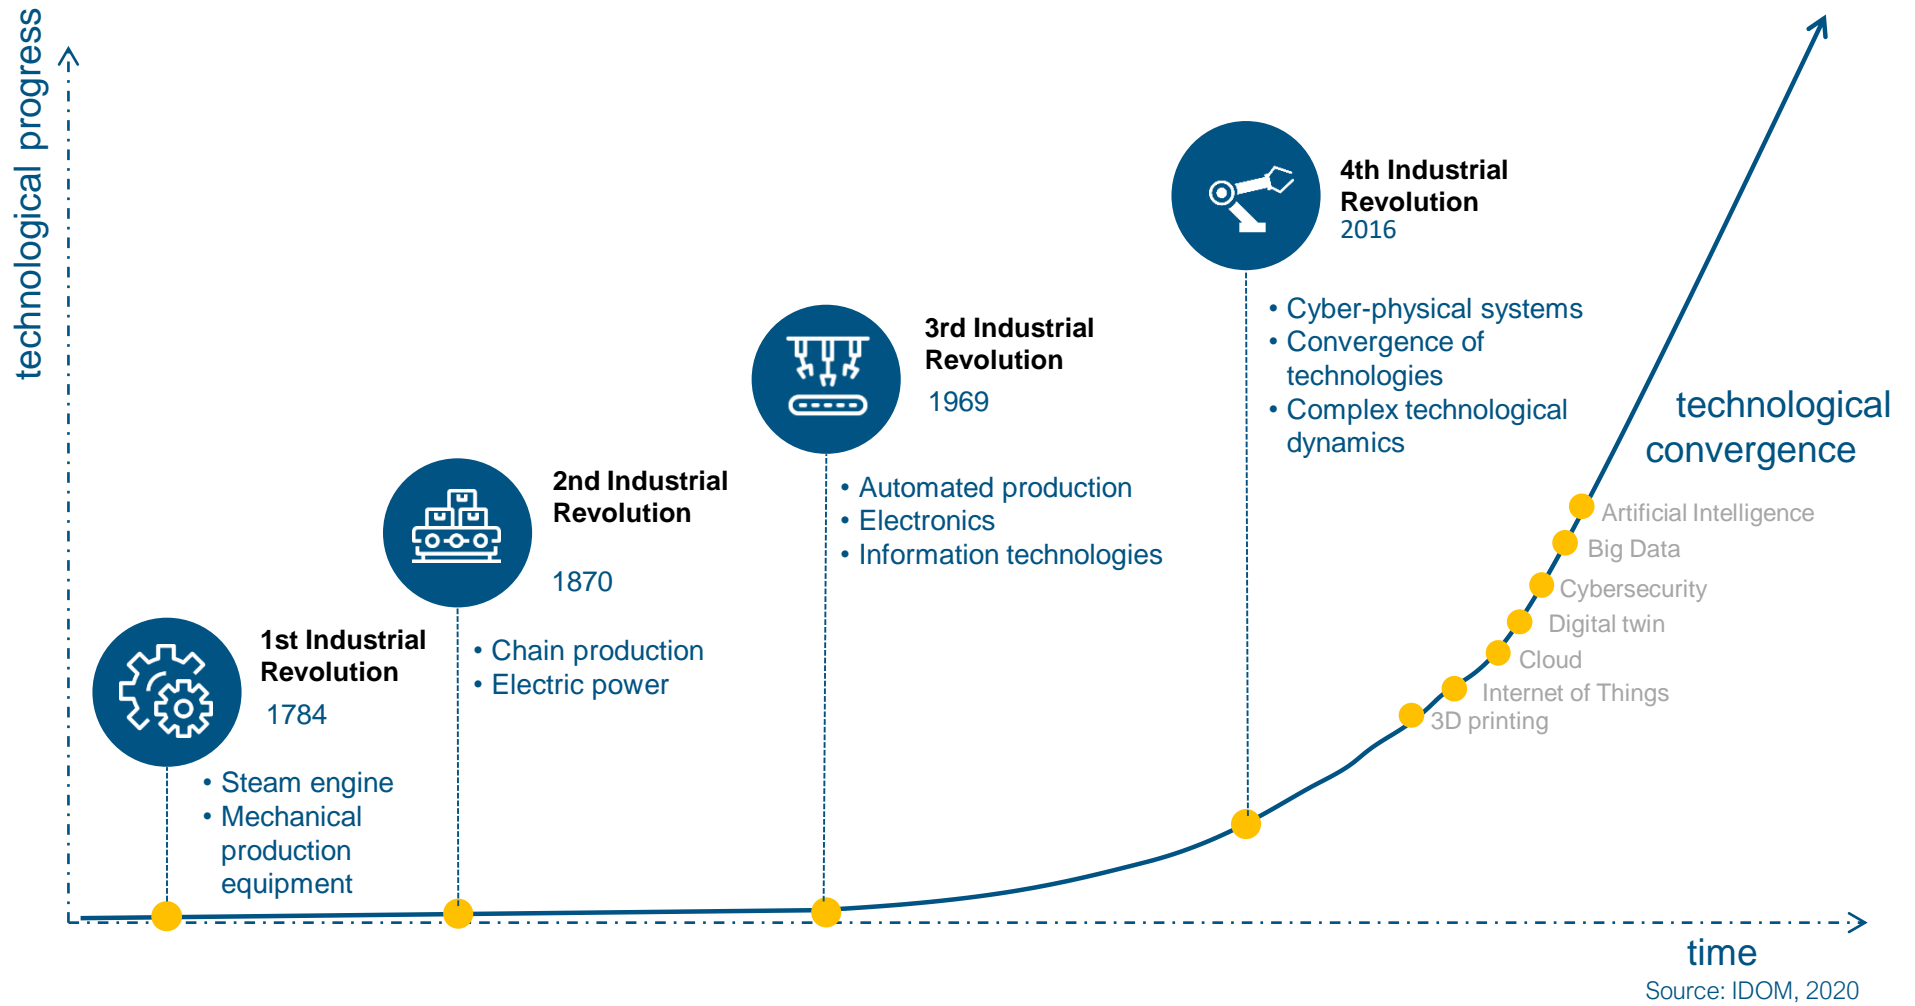 technological progress
1st Industrial
Revolution
1784
• Steam engine
• Mechanical
production
equipment
2nd Industrial
Revolution
1870
• Chain production
• Electric power
3rd Industrial
Revolution
1969
• Automated production
• Electronics
• Information technologies
4th Industrial
Revolution
2016
• Cyber-physical systems
• Convergence of
technologies
• Complex technological
dynamics
technological
convergence
Artificial Intelligence
Big Data
Cybersecurity
Digital twin
Cloud
Internet of Things
3D printing
time
Source: IDOM, 2020